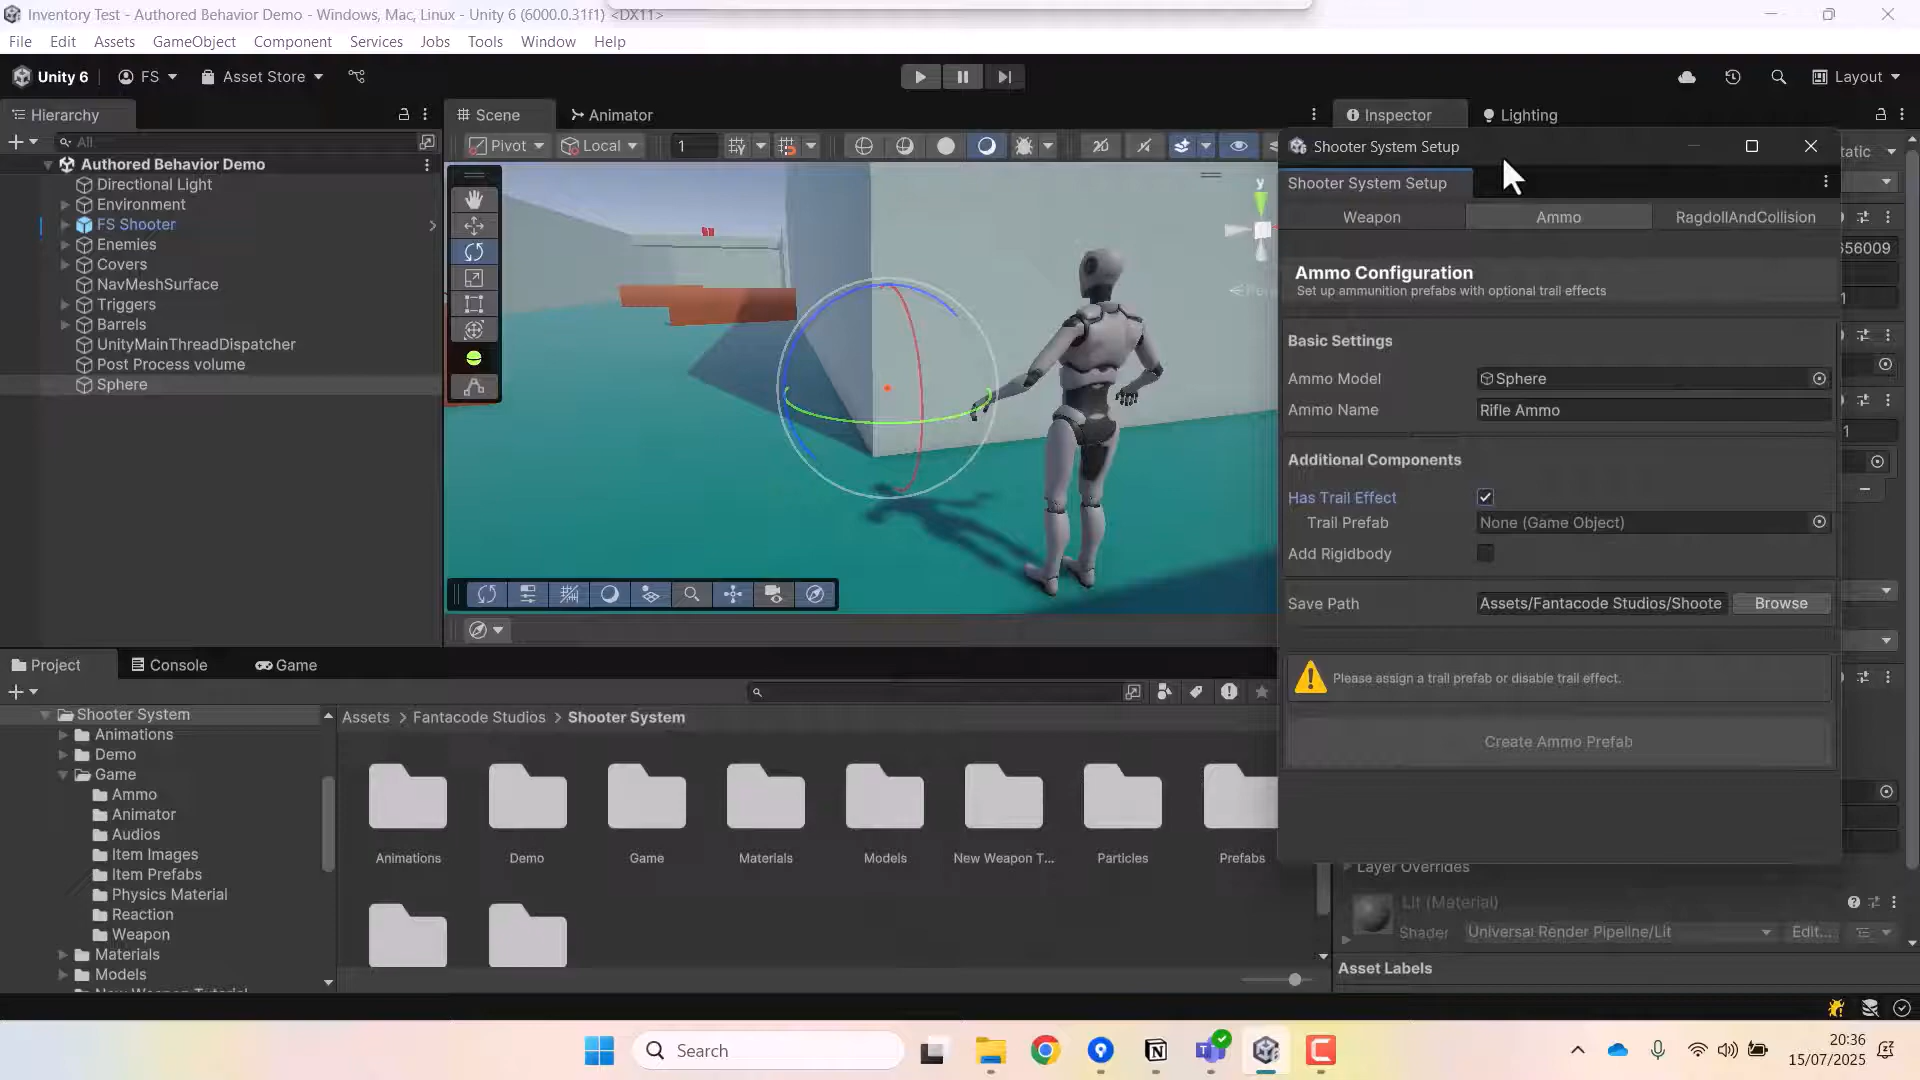 Inventory Test - Authored Behavior Demo - Windows, Mac, Linux - Unity 6 (6000.0.31f1) <DX11>
File Edit Assets GameObject Component Services Jobs Tools Window Help
Unity 6 FS Asset Store Layout
Hierarchy
All
Authored Behavior Demo
Directional Light
Environment
FS Shooter
Enemies
Covers
NavMeshSurface
Triggers
Barrels
UnityMainThreadDispatcher
Post Process volume
Sphere
Scene Animator
Pivot Local 1 2D
y
Inspector Lighting
Shooter System Setup
Shooter System Setup
Weapon Ammo RagdollAndCollision
Ammo Configuration
Set up ammunition prefabs with optional trail effects
Basic Settings
Ammo Model Sphere
Ammo Name Rifle Ammo
Additional Components
Has Trail Effect
Trail Prefab None (Game Object)
Add Rigidbody
Save Path Assets/Fantacode Studios/Shoote Browse
Please assign a trail prefab or disable trail effect.
Create Ammo Prefab
tatic
656009
Layer Overrides
Lit (Material)
Shader Universal Render Pipeline/Lit Edit...
Asset Labels
Project Console Game
Shooter System
Animations
Demo
Game
Ammo
Animator
Audios
Item Images
Item Prefabs
Physics Material
Reaction
Weapon
Materials
Models
New Weapon Tutorial
Assets > Fantacode Studios > Shooter System
Animations Demo Game Materials Models New Weapon T... Particles Prefabs
Search
20:36
15/07/2025